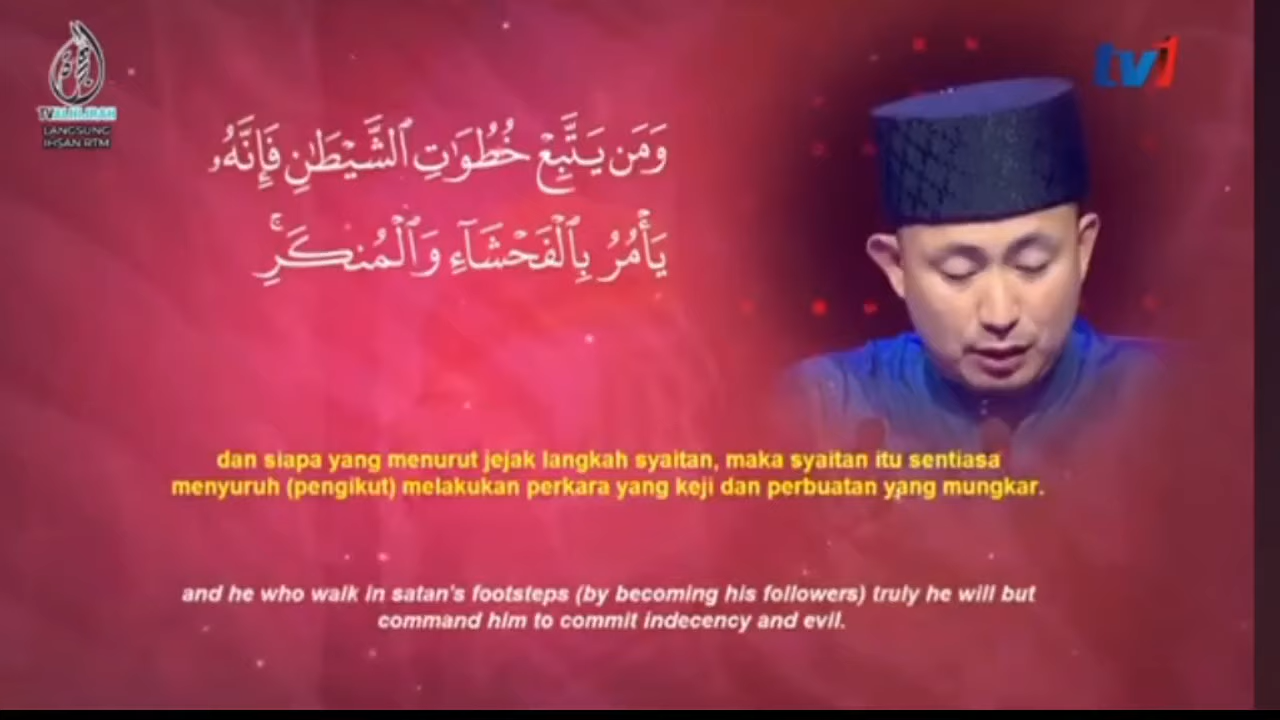 TV ALHIJRAH
LANGSUNG
IHSAN RTM
tv1
وَمَن يَتَّبِعْ خُطُوَٰتِ ٱلشَّيْطَٰنِ فَإِنَّهُۥ
يَأْمُرُ بِٱلْفَحْشَآءِ وَٱلْمُنكَرِۚ
dan siapa yang menurut jejak langkah syaitan, maka syaitan itu sentiasa
menyuruh (pengikut) melakukan perkara yang keji dan perbuatan yang mungkar.
and he who walk in satan's footsteps (by becoming his followers) truly he will but
command him to commit indecency and evil.